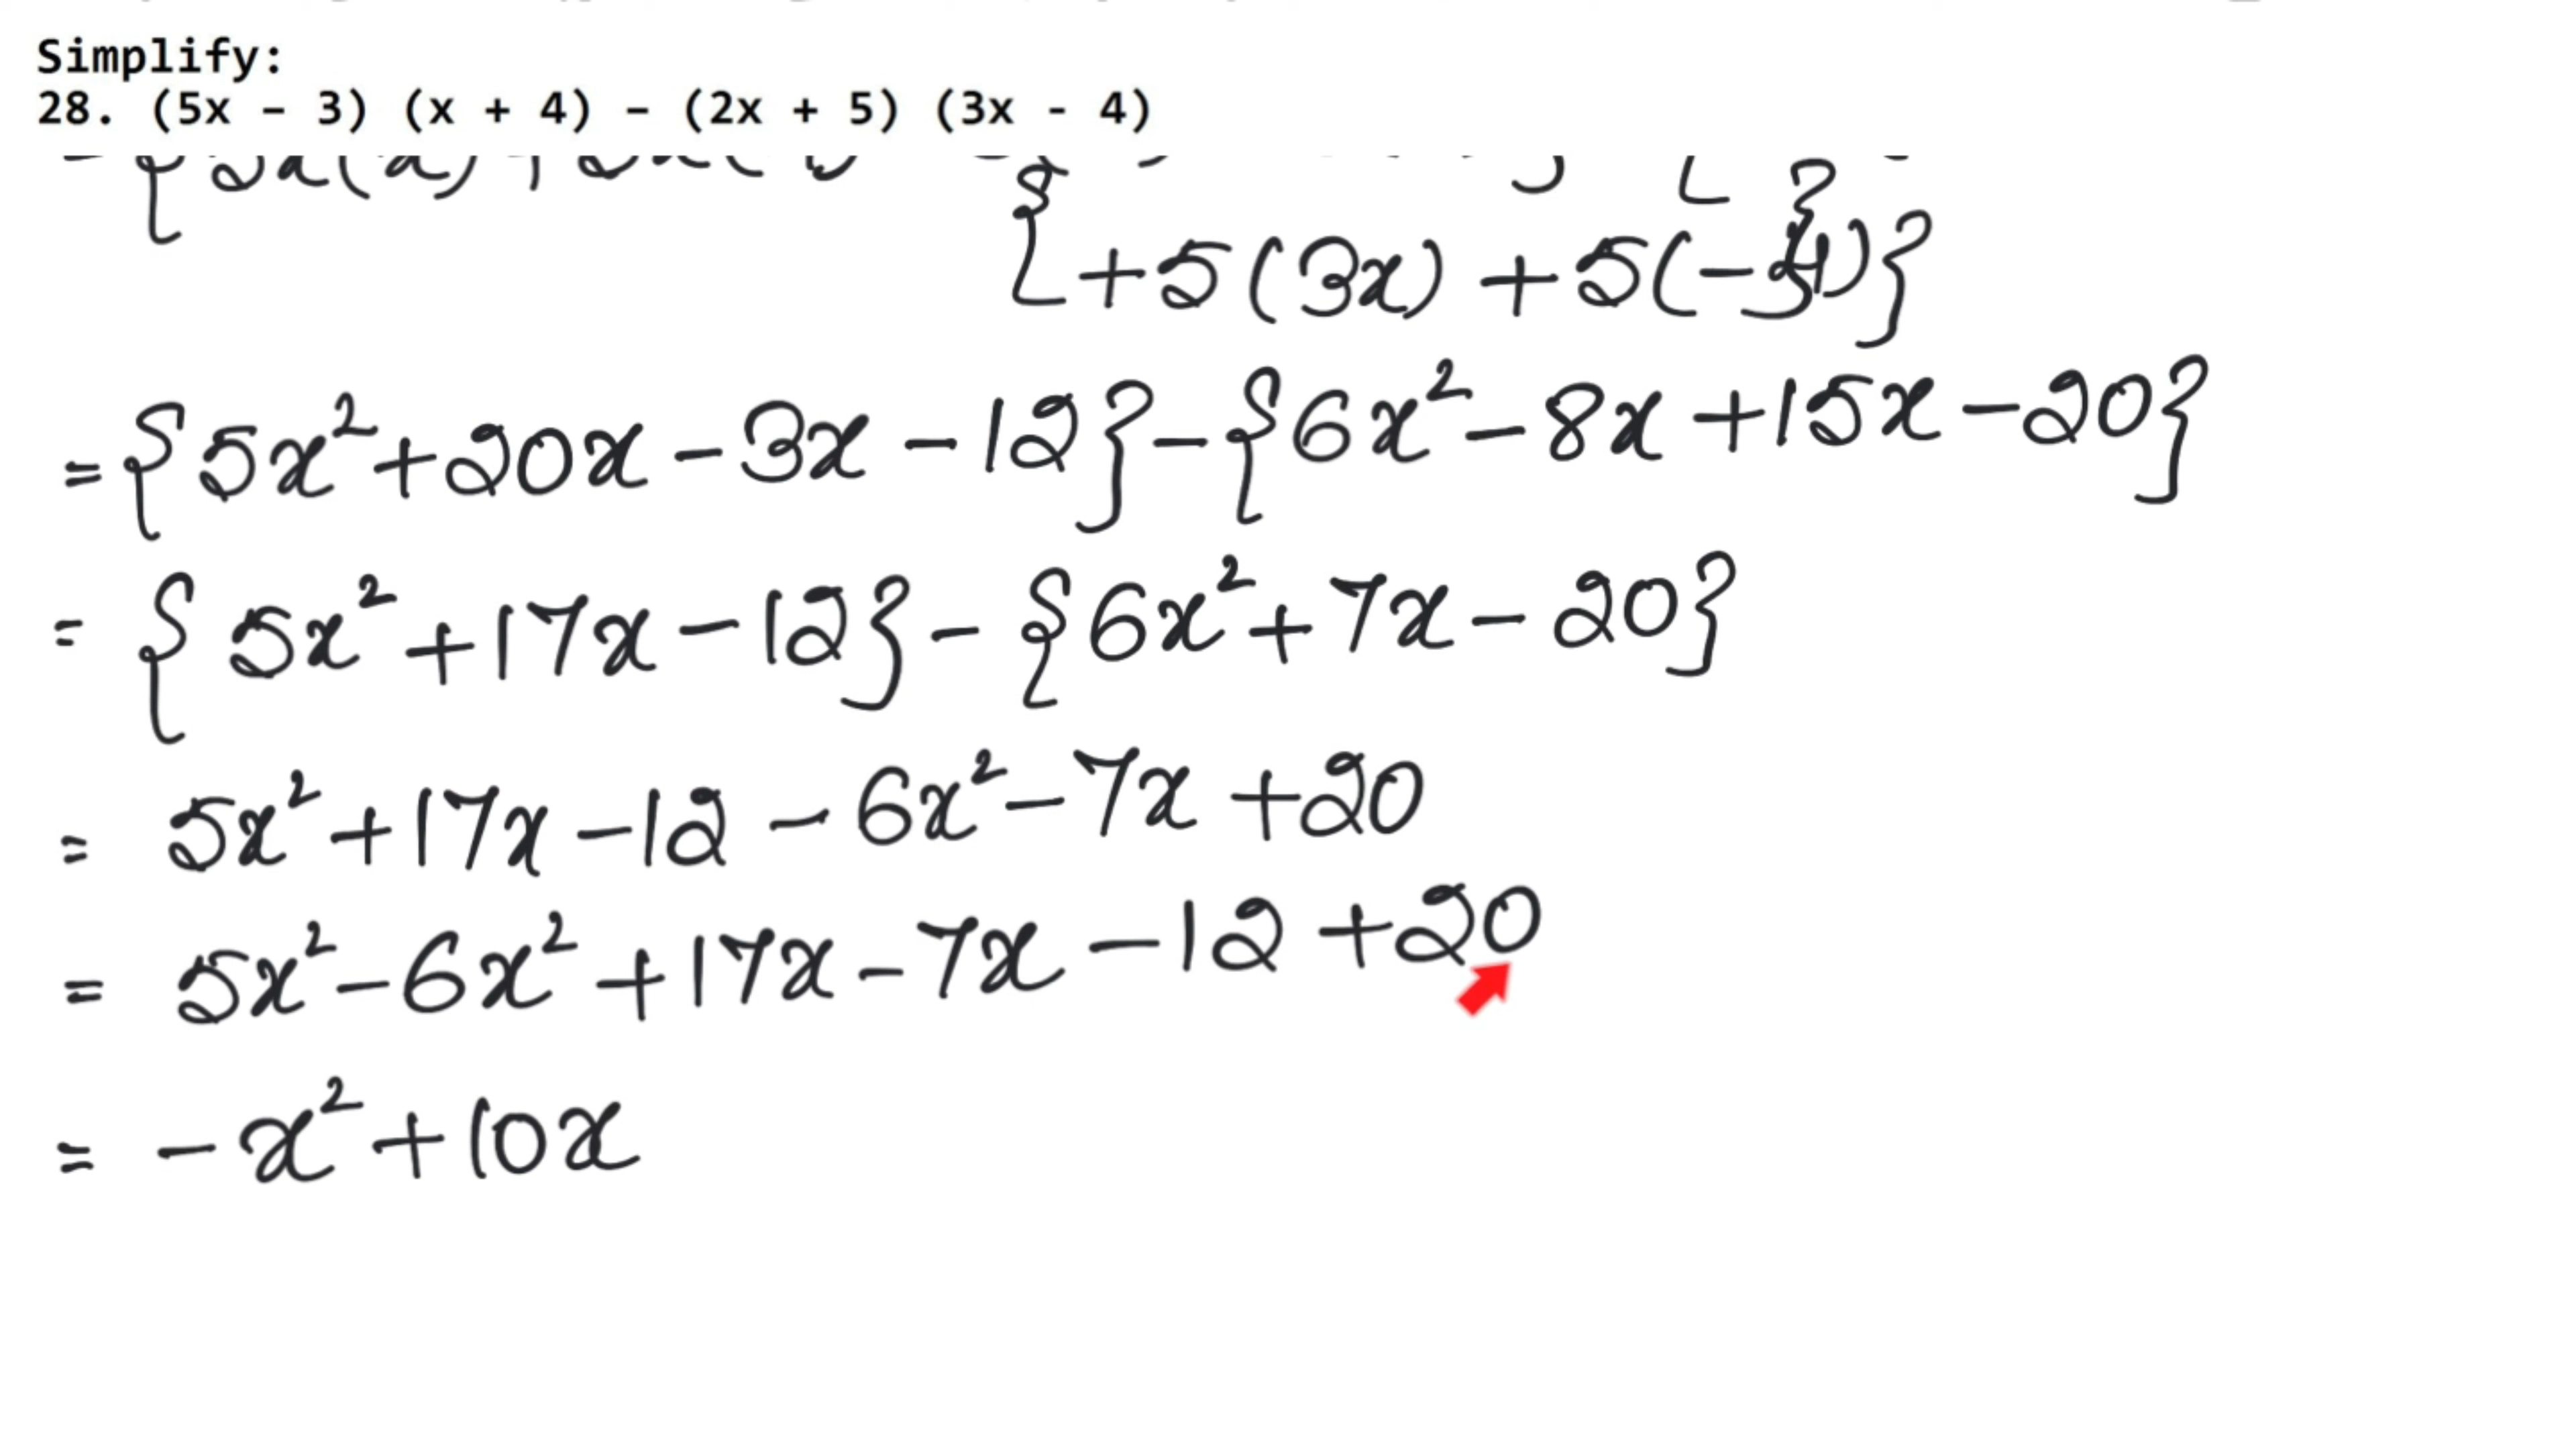 Simplify:
28. (5x – 3) (x + 4) – (2x + 5) (3x - 4)
+5(3x) +5(-4)}
= {5x²+20x-3x-12}-{6x²-8x+15x-20}
= {5x²+17x-12}-{6x²+7x-20}
= 5x²+17x-12-6x²-7x+20
= 5x²-6x²+17x-7x-12+20
= -x²+10x